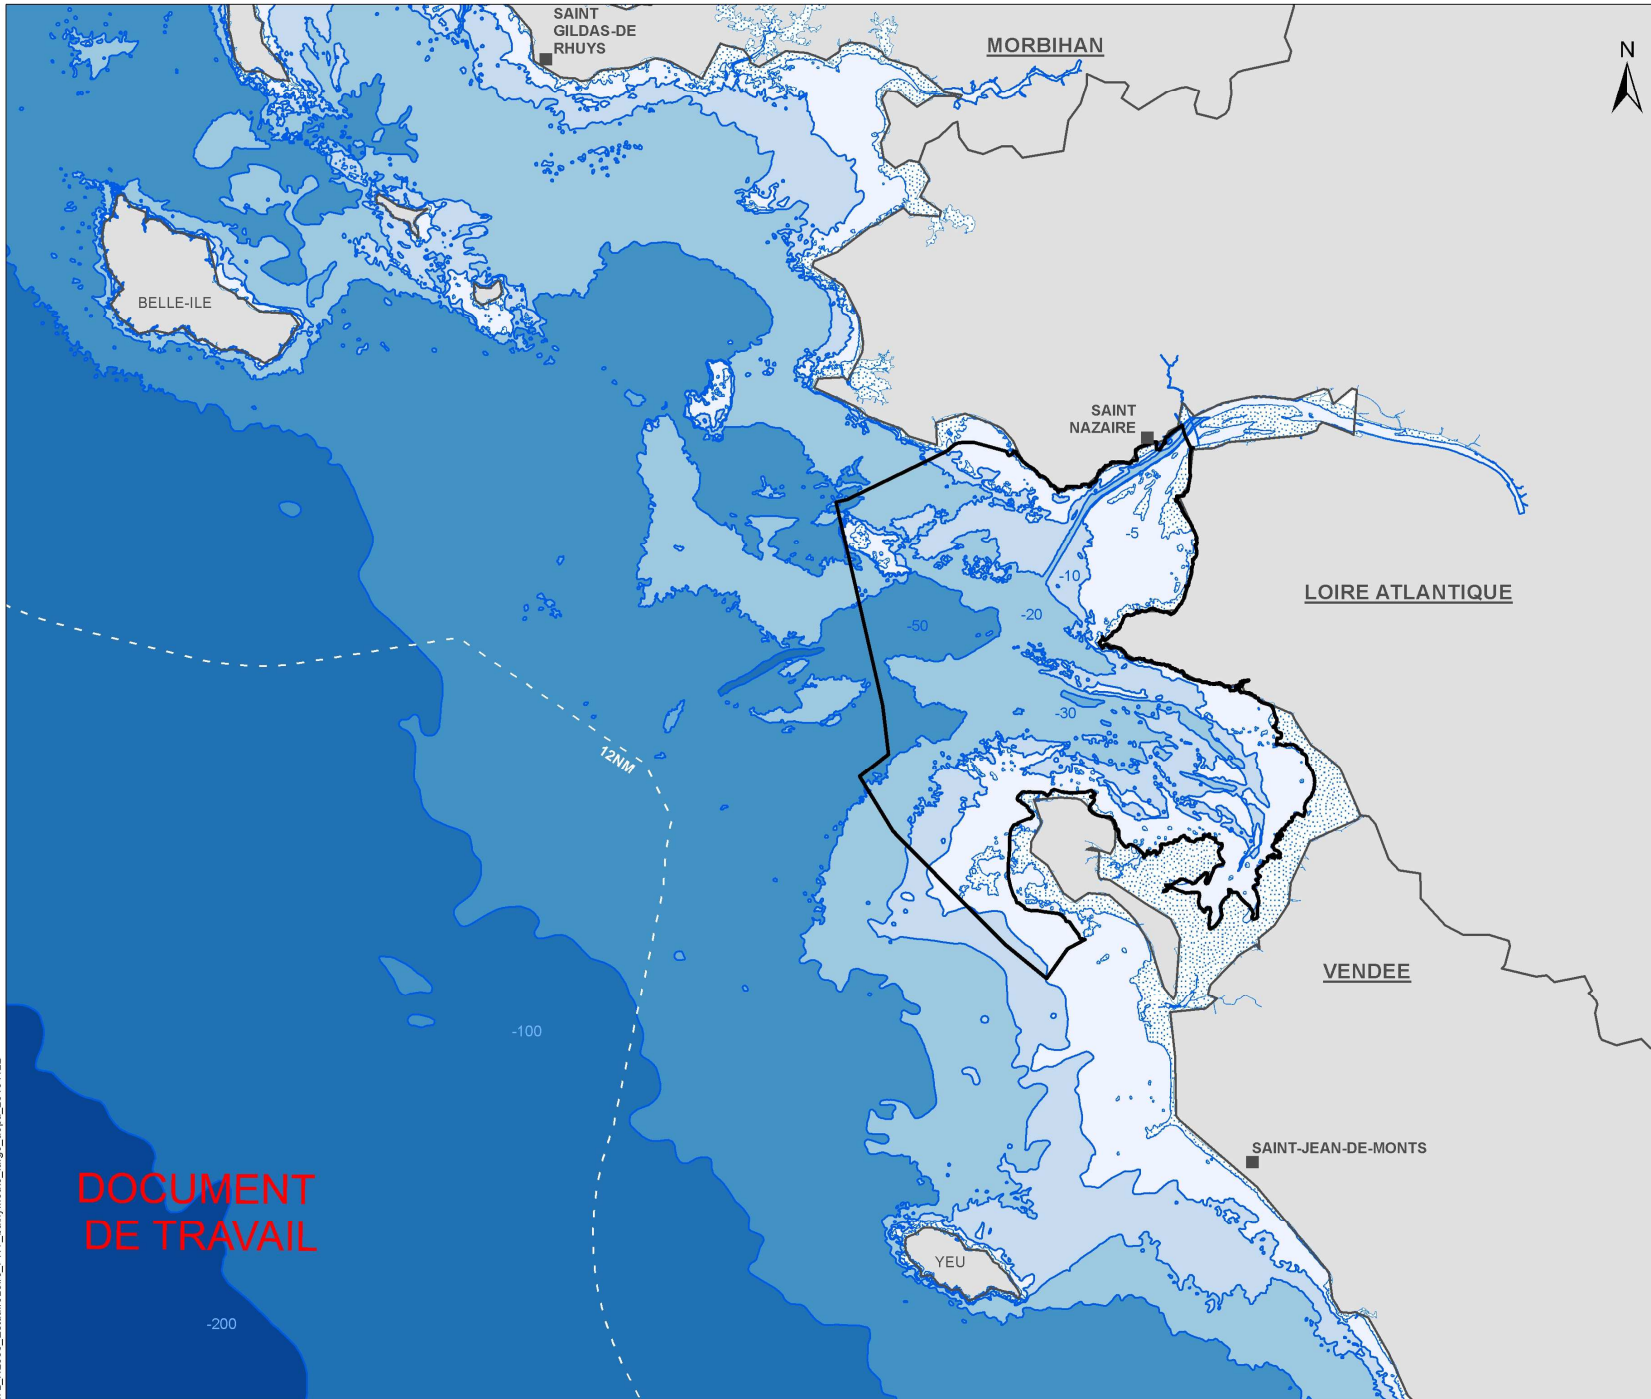 SAINT
GILDAS-DE
RHUYS
MORBIHAN
N
BELLE-ILE
SAINT
NAZAIRE
-5
-10
LOIRE ATLANTIQUE
-20
-50
-30
12NM
VENDEE
-100
SAINT-JEAN-DE-MONTS
DOCUMENT
DE TRAVAIL
YEU
-200